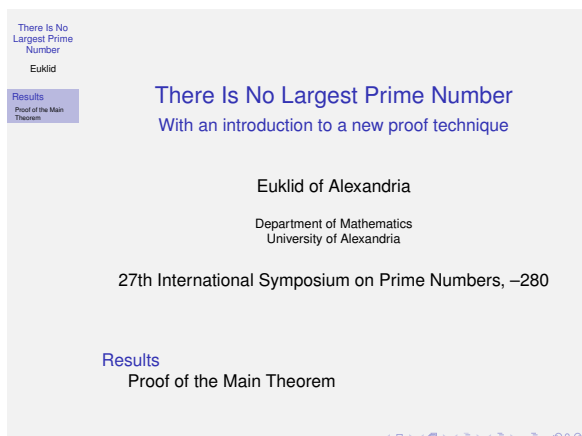 There Is No
Largest Prime
Number
Euklid
Results
Proof of the Main
Theorem
There Is No Largest Prime Number
With an introduction to a new proof technique
Euklid of Alexandria
Department of Mathematics
University of Alexandria
27th International Symposium on Prime Numbers, –280
Results
Proof of the Main Theorem